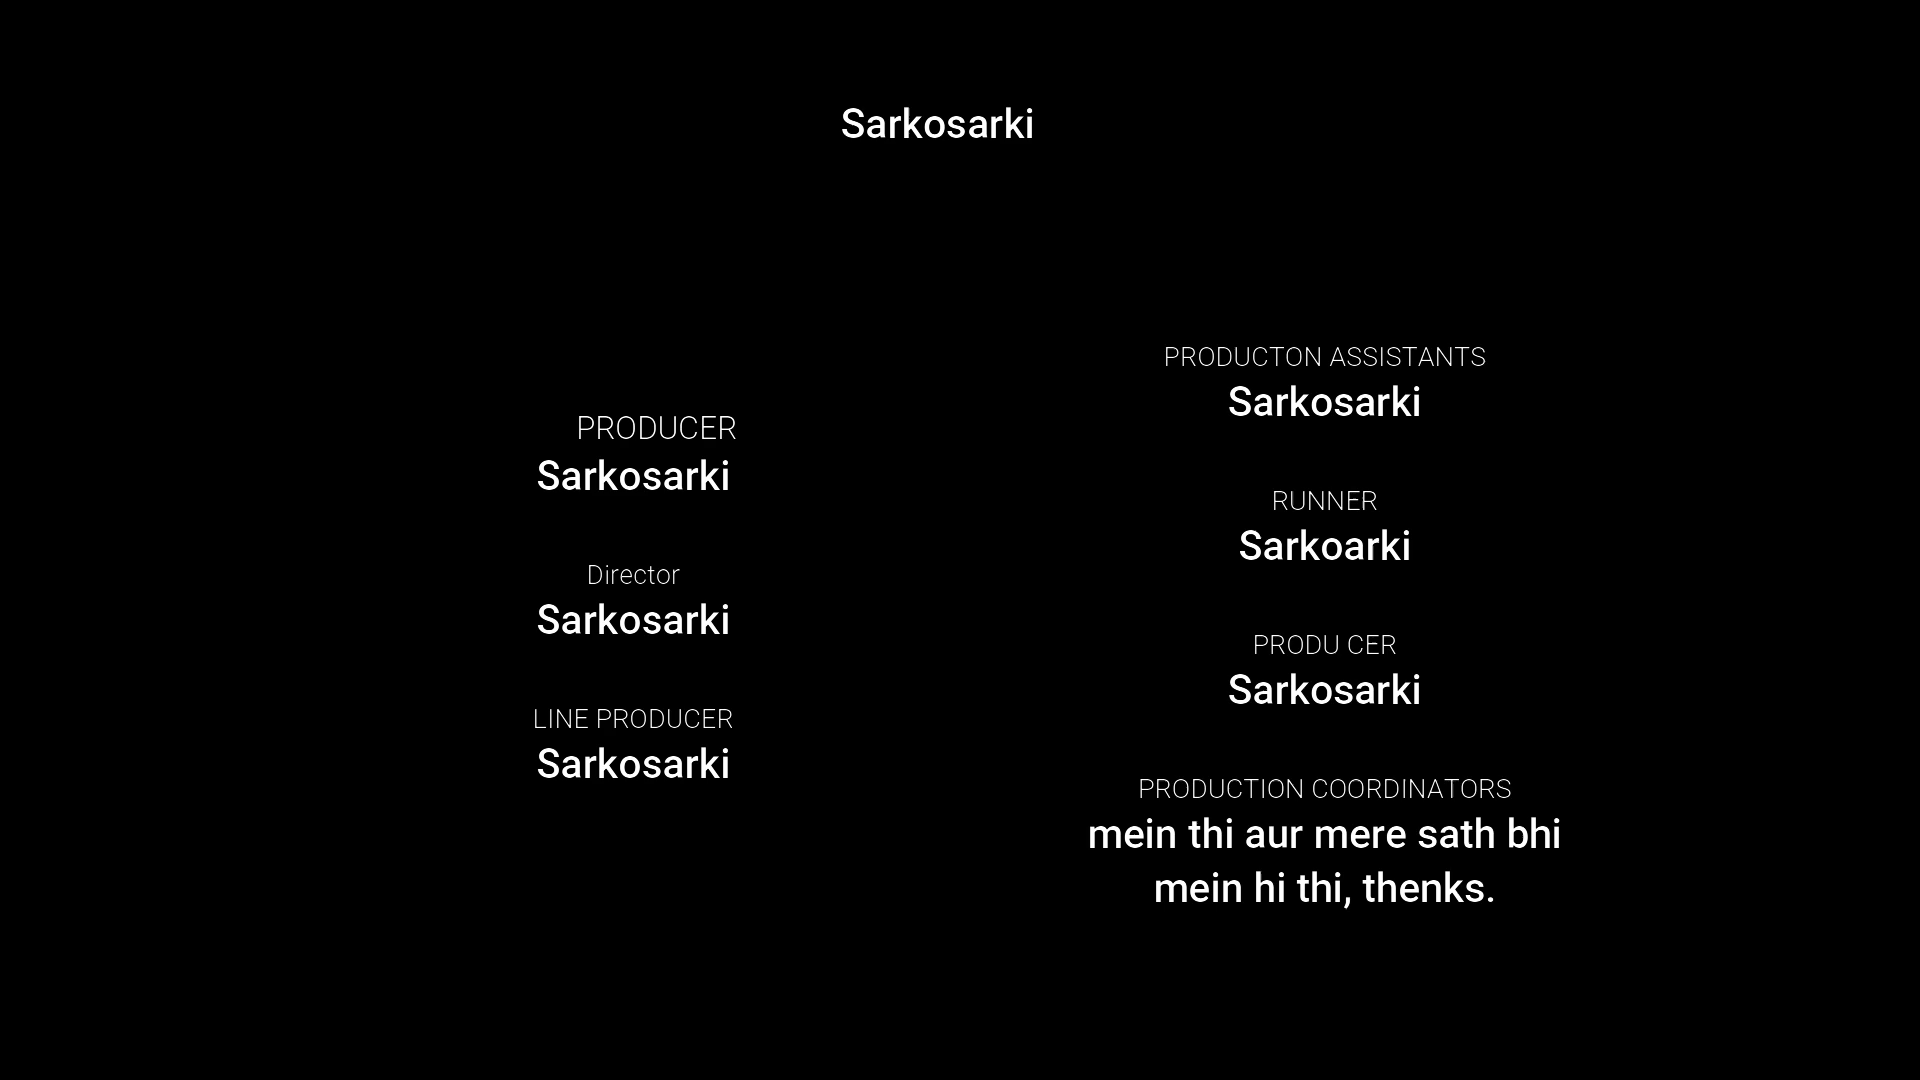 Sarkosarki
PRODUCER
Sarkosarki
Director
Sarkosarki
LINE PRODUCER
Sarkosarki
PRODUCTON ASSISTANTS
Sarkosarki
RUNNER
Sarkoarki
PRODU CER
Sarkosarki
PRODUCTION COORDINATORS
mein thi aur mere sath bhi
mein hi thi, thenks.